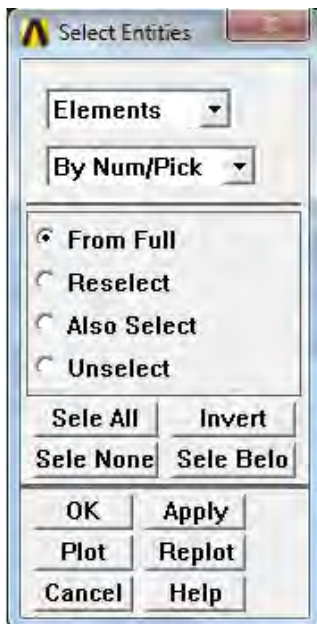 Select Entities
Elements
By Num/Pick
From Full
Reselect
Also Select
Unselect
Sele All Invert
Sele None Sele Belo
OK Apply
Plot Replot
Cancel Help